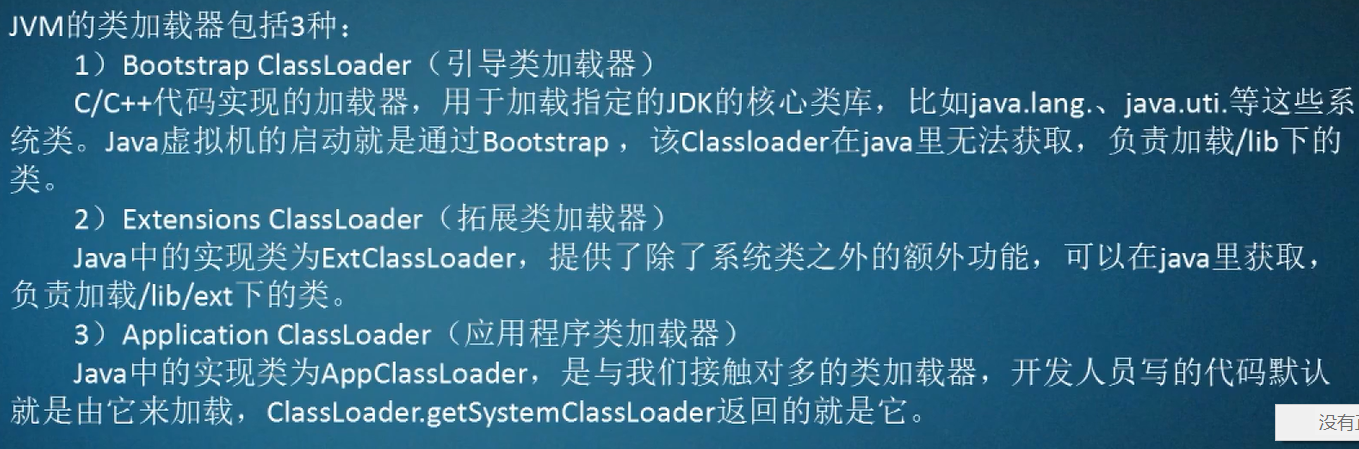 JVM的类加载器包括3种：
1）Bootstrap ClassLoader（引导类加载器）
C/C++代码实现的加载器，用于加载指定的JDK的核心类库，比如java.lang.、java.uti.等这些系
统类。Java虚拟机的启动就是通过Bootstrap ，该Classloader在java里无法获取，负责加载/lib下的
类。
2）Extensions ClassLoader（拓展类加载器）
Java中的实现类为ExtClassLoader，提供了除了系统类之外的额外功能，可以在java里获取，
负责加载/lib/ext下的类。
3）Application ClassLoader（应用程序类加载器）
Java中的实现类为AppClassLoader，是与我们接触对多的类加载器，开发人员写的代码默认
就是由它来加载，ClassLoader.getSystemClassLoader返回的就是它。
没有